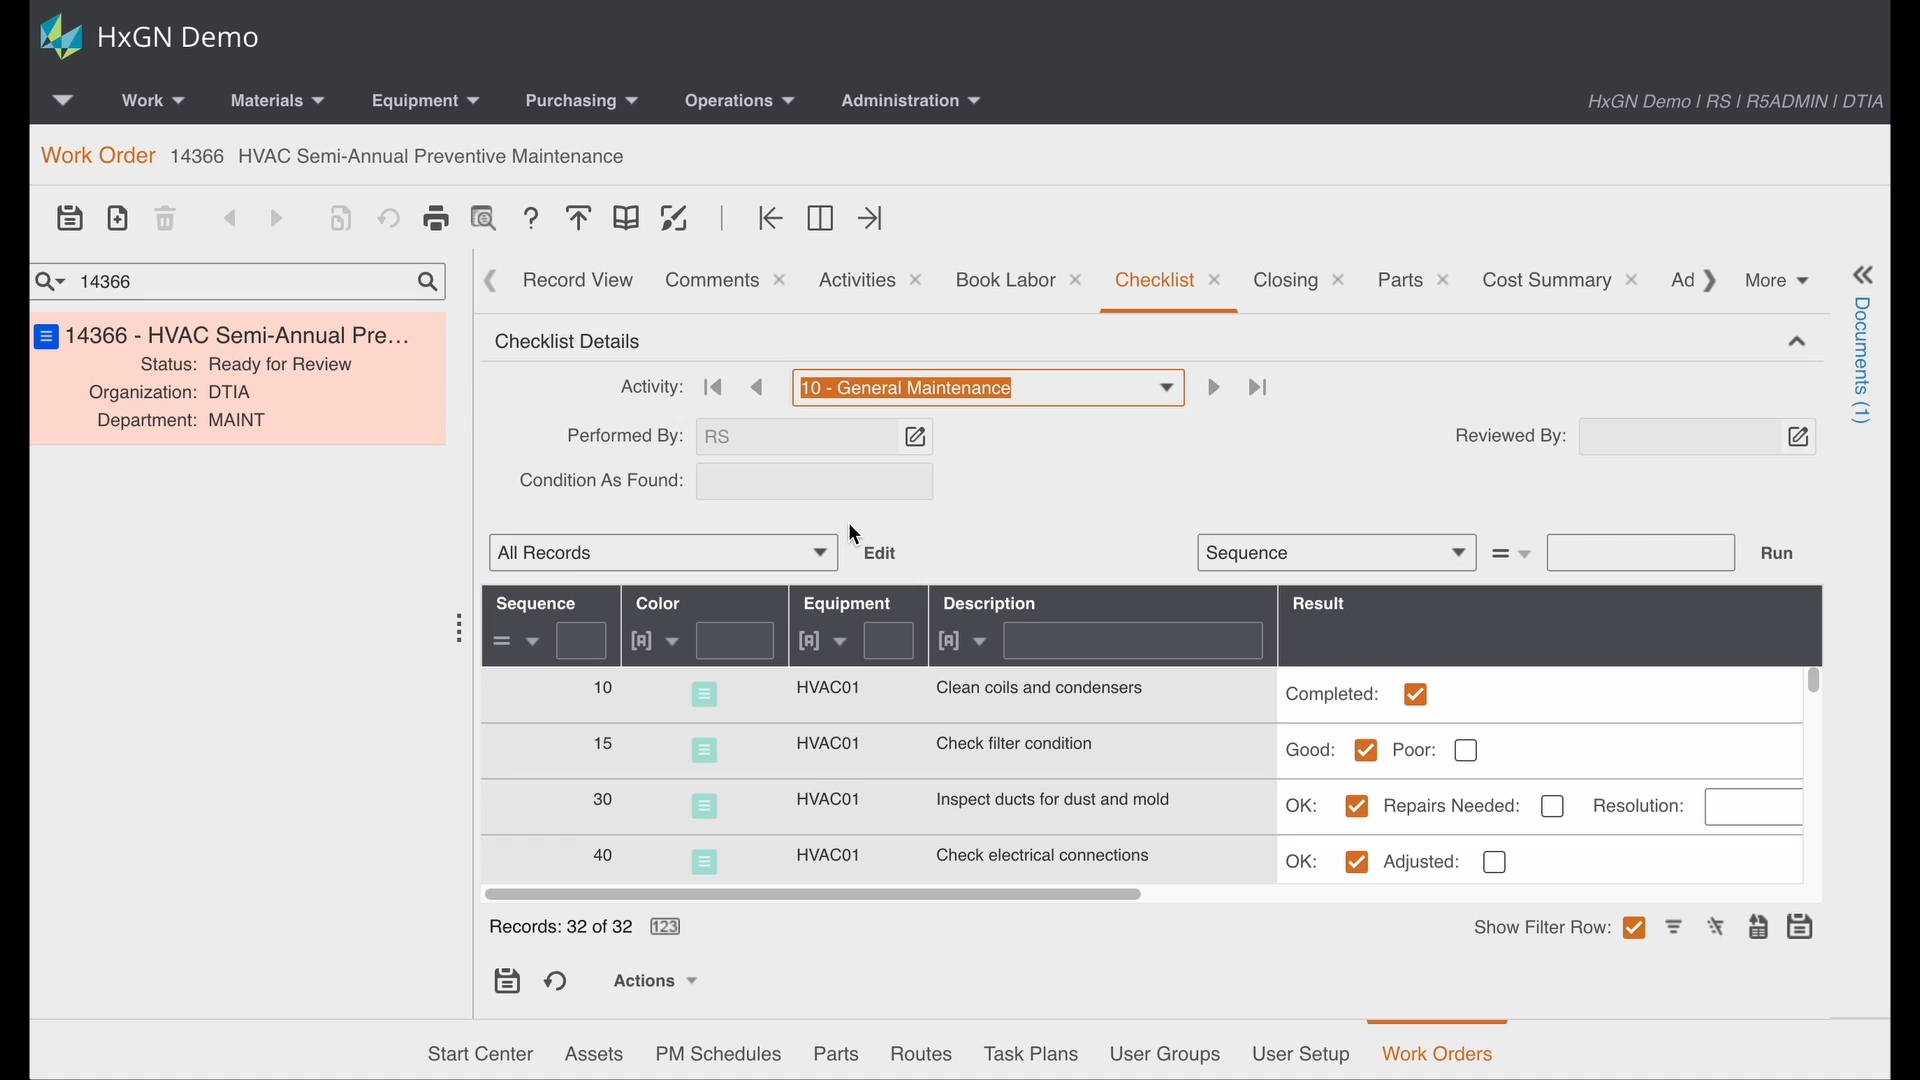 HxGN Demo
Work Materials Equipment Purchasing Operations Administration HxGN Demo | RS | R5ADMIN | DTIA
Work Order 14366 HVAC Semi-Annual Preventive Maintenance
14366
14366 - HVAC Semi-Annual Pre...
Status: Ready for Review
Organization: DTIA
Department: MAINT
Record View Comments Activities Book Labor Checklist Closing Parts Cost Summary Ad More
Documents (1)
Checklist Details
Activity: 10 - General Maintenance
Performed By: RS Reviewed By:
Condition As Found:
All Records Edit Sequence = Run
Sequence Color Equipment Description Result
= [A] [A] [A]
10 HVAC01 Clean coils and condensers Completed:
15 HVAC01 Check filter condition Good: Poor:
30 HVAC01 Inspect ducts for dust and mold OK: Repairs Needed: Resolution:
40 HVAC01 Check electrical connections OK: Adjusted:
Records: 32 of 32 123 Show Filter Row:
Actions
Start Center Assets PM Schedules Parts Routes Task Plans User Groups User Setup Work Orders